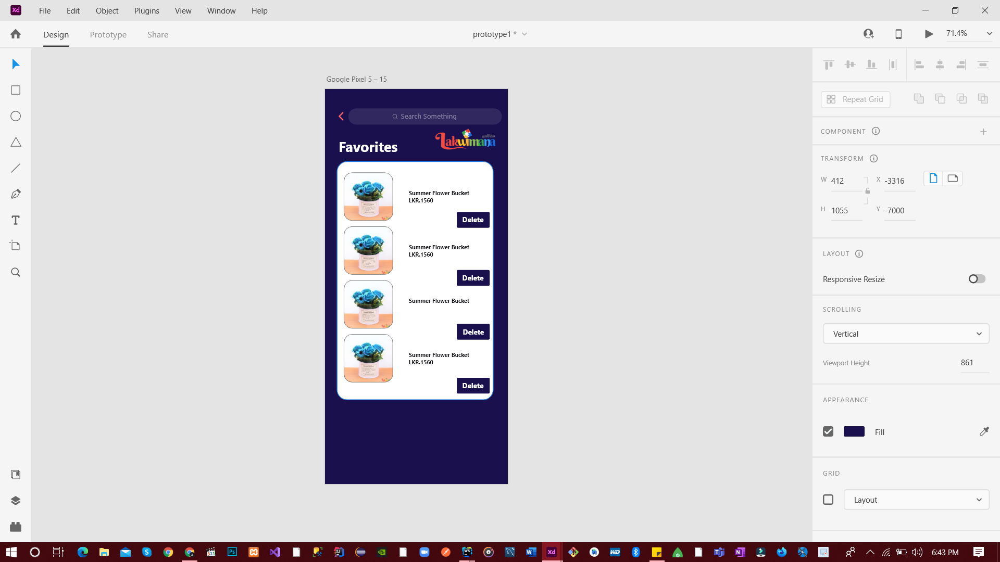 Xd File Edit Object Plugins View Window Help
Design Prototype Share prototype1 * 71.4%
Google Pixel 5 – 15
Search Something
Lakwimana
Favorites
Summer Flower Bucket
LKR.1560
Delete
Summer Flower Bucket
LKR.1560
Delete
Summer Flower Bucket
Delete
Summer Flower Bucket
LKR.1560
Delete
Repeat Grid
COMPONENT
TRANSFORM
W 412 X -3316
H 1055 Y -7000
LAYOUT
Responsive Resize
SCROLLING
Vertical
Viewport Height 861
APPEARANCE
Fill
GRID
Layout
6:43 PM